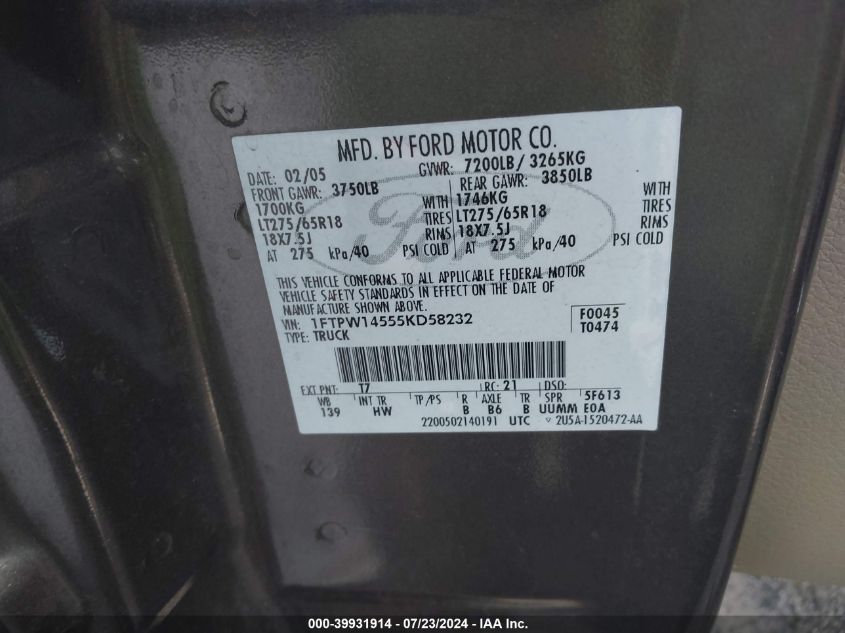 MFD. BY FORD MOTOR CO.
DATE: 02/05 GVWR: 7200LB/ 3265KG
FRONT GAWR: 3750LB REAR GAWR: 3850LB
1700KG WITH 1746KG WITH
LT275/65R18 TIRES LT275/65R18 TIRES
18X7.5J RIMS 18X7.5J RIMS
AT 275 kPa/40 PSI COLD AT 275 kPa/40 PSI COLD
Ford
THIS VEHICLE CONFORMS TO ALL APPLICABLE FEDERAL MOTOR
VEHICLE SAFETY STANDARDS IN EFFECT ON THE DATE OF
MANUFACTURE SHOWN ABOVE.
VIN: 1FTPW14555KD58232 F0045
TYPE: TRUCK T0474
EXT PNT: T7 RC: 21 DSO:
WB INT TR TP/PS R AXLE TR SPR 5F613
139 HW B B6 B UUMM E0A
2200502140191 UTC 2U5A-1520472-AA
000-39931914 / 07/23/2024 / IAA Inc.